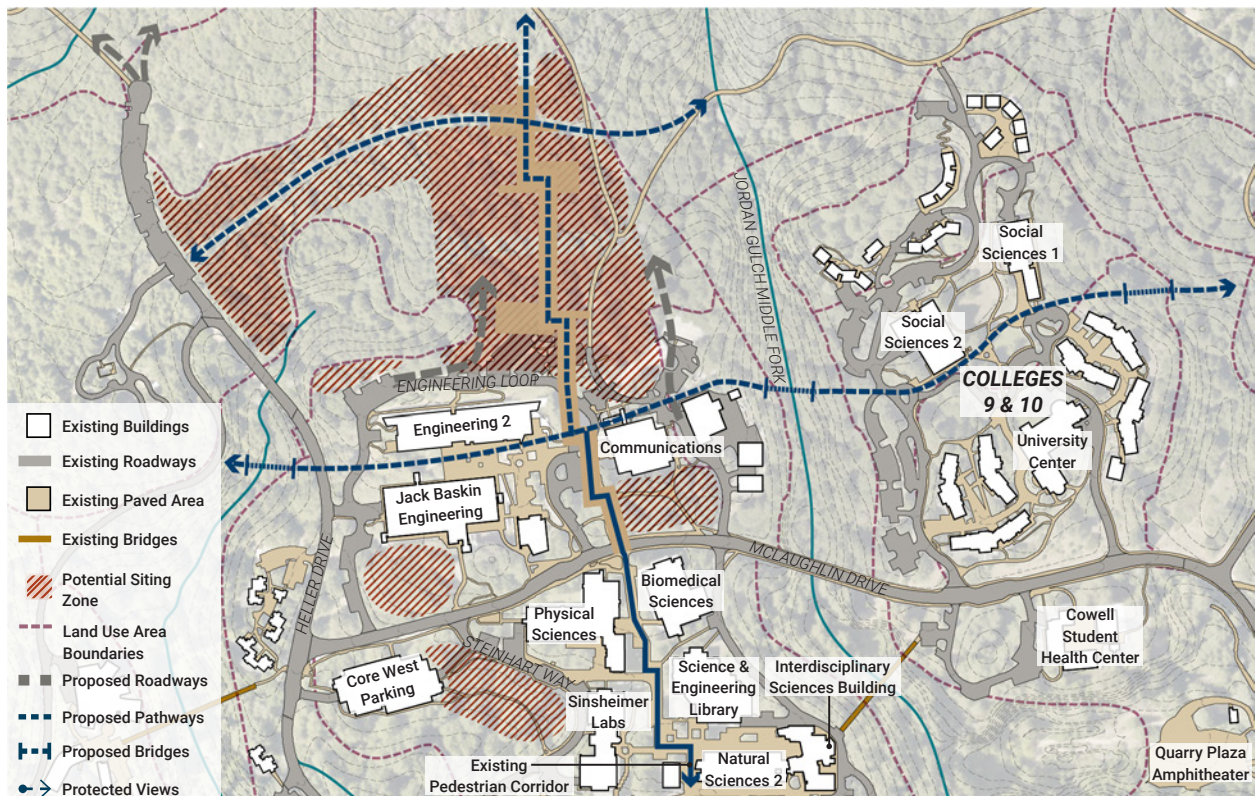 JORDAN GULCH MIDDLE FORK
Social
Sciences 1
Social
Sciences 2
COLLEGES
9 & 10
University
Center
ENGINEERING LOOP
Engineering 2
Communications
Jack Baskin
Engineering
HELLER DRIVE
MCLAUGHLIN DRIVE
Biomedical
Sciences
Physical
Sciences
STEINHART WAY
Core West
Parking
Sinsheimer
Labs
Science &
Engineering
Library
Interdisciplinary
Sciences Building
Cowell
Student
Health Center
Existing
Pedestrian Corridor
Natural
Sciences 2
Quarry Plaza
Amphitheater
Existing Buildings
Existing Roadways
Existing Paved Area
Existing Bridges
Potential Siting
Zone
Land Use Area
Boundaries
Proposed Roadways
Proposed Pathways
Proposed Bridges
Protected Views